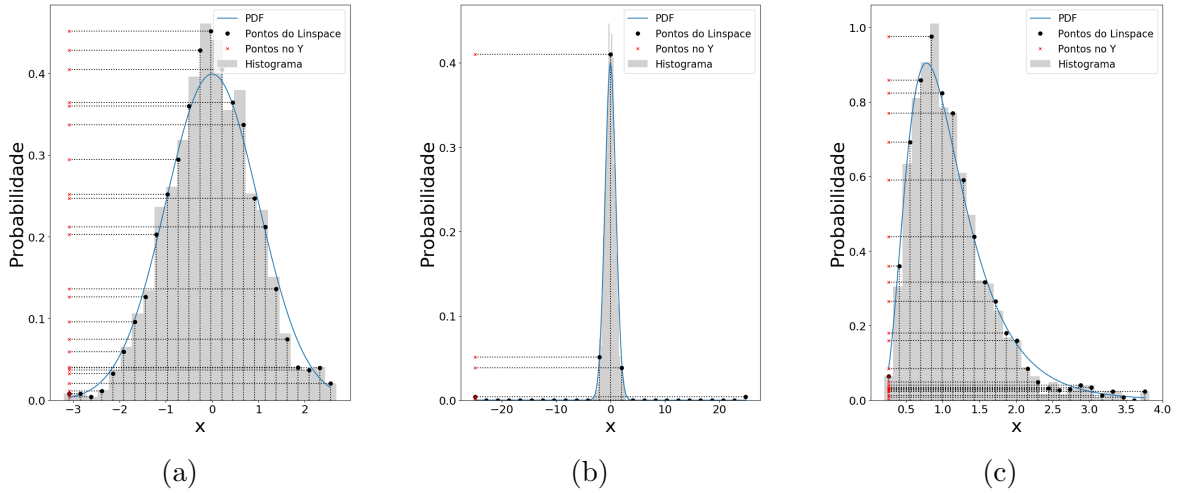 PDF
Pontos do Linspace
Pontos no Y
Histograma
Probabilidade
0.4
0.3
0.2
0.1
0.0
−3 −2 −1 0 1 2
x
(a)
PDF
Pontos do Linspace
Pontos no Y
Histograma
Probabilidade
0.4
0.3
0.2
0.1
0.0
−20 −10 0 10 20
x
(b)
PDF
Pontos do Linspace
Pontos no Y
Histograma
Probabilidade
1.0
0.8
0.6
0.4
0.2
0.0
0.5 1.0 1.5 2.0 2.5 3.0 3.5 4.0
x
(c)